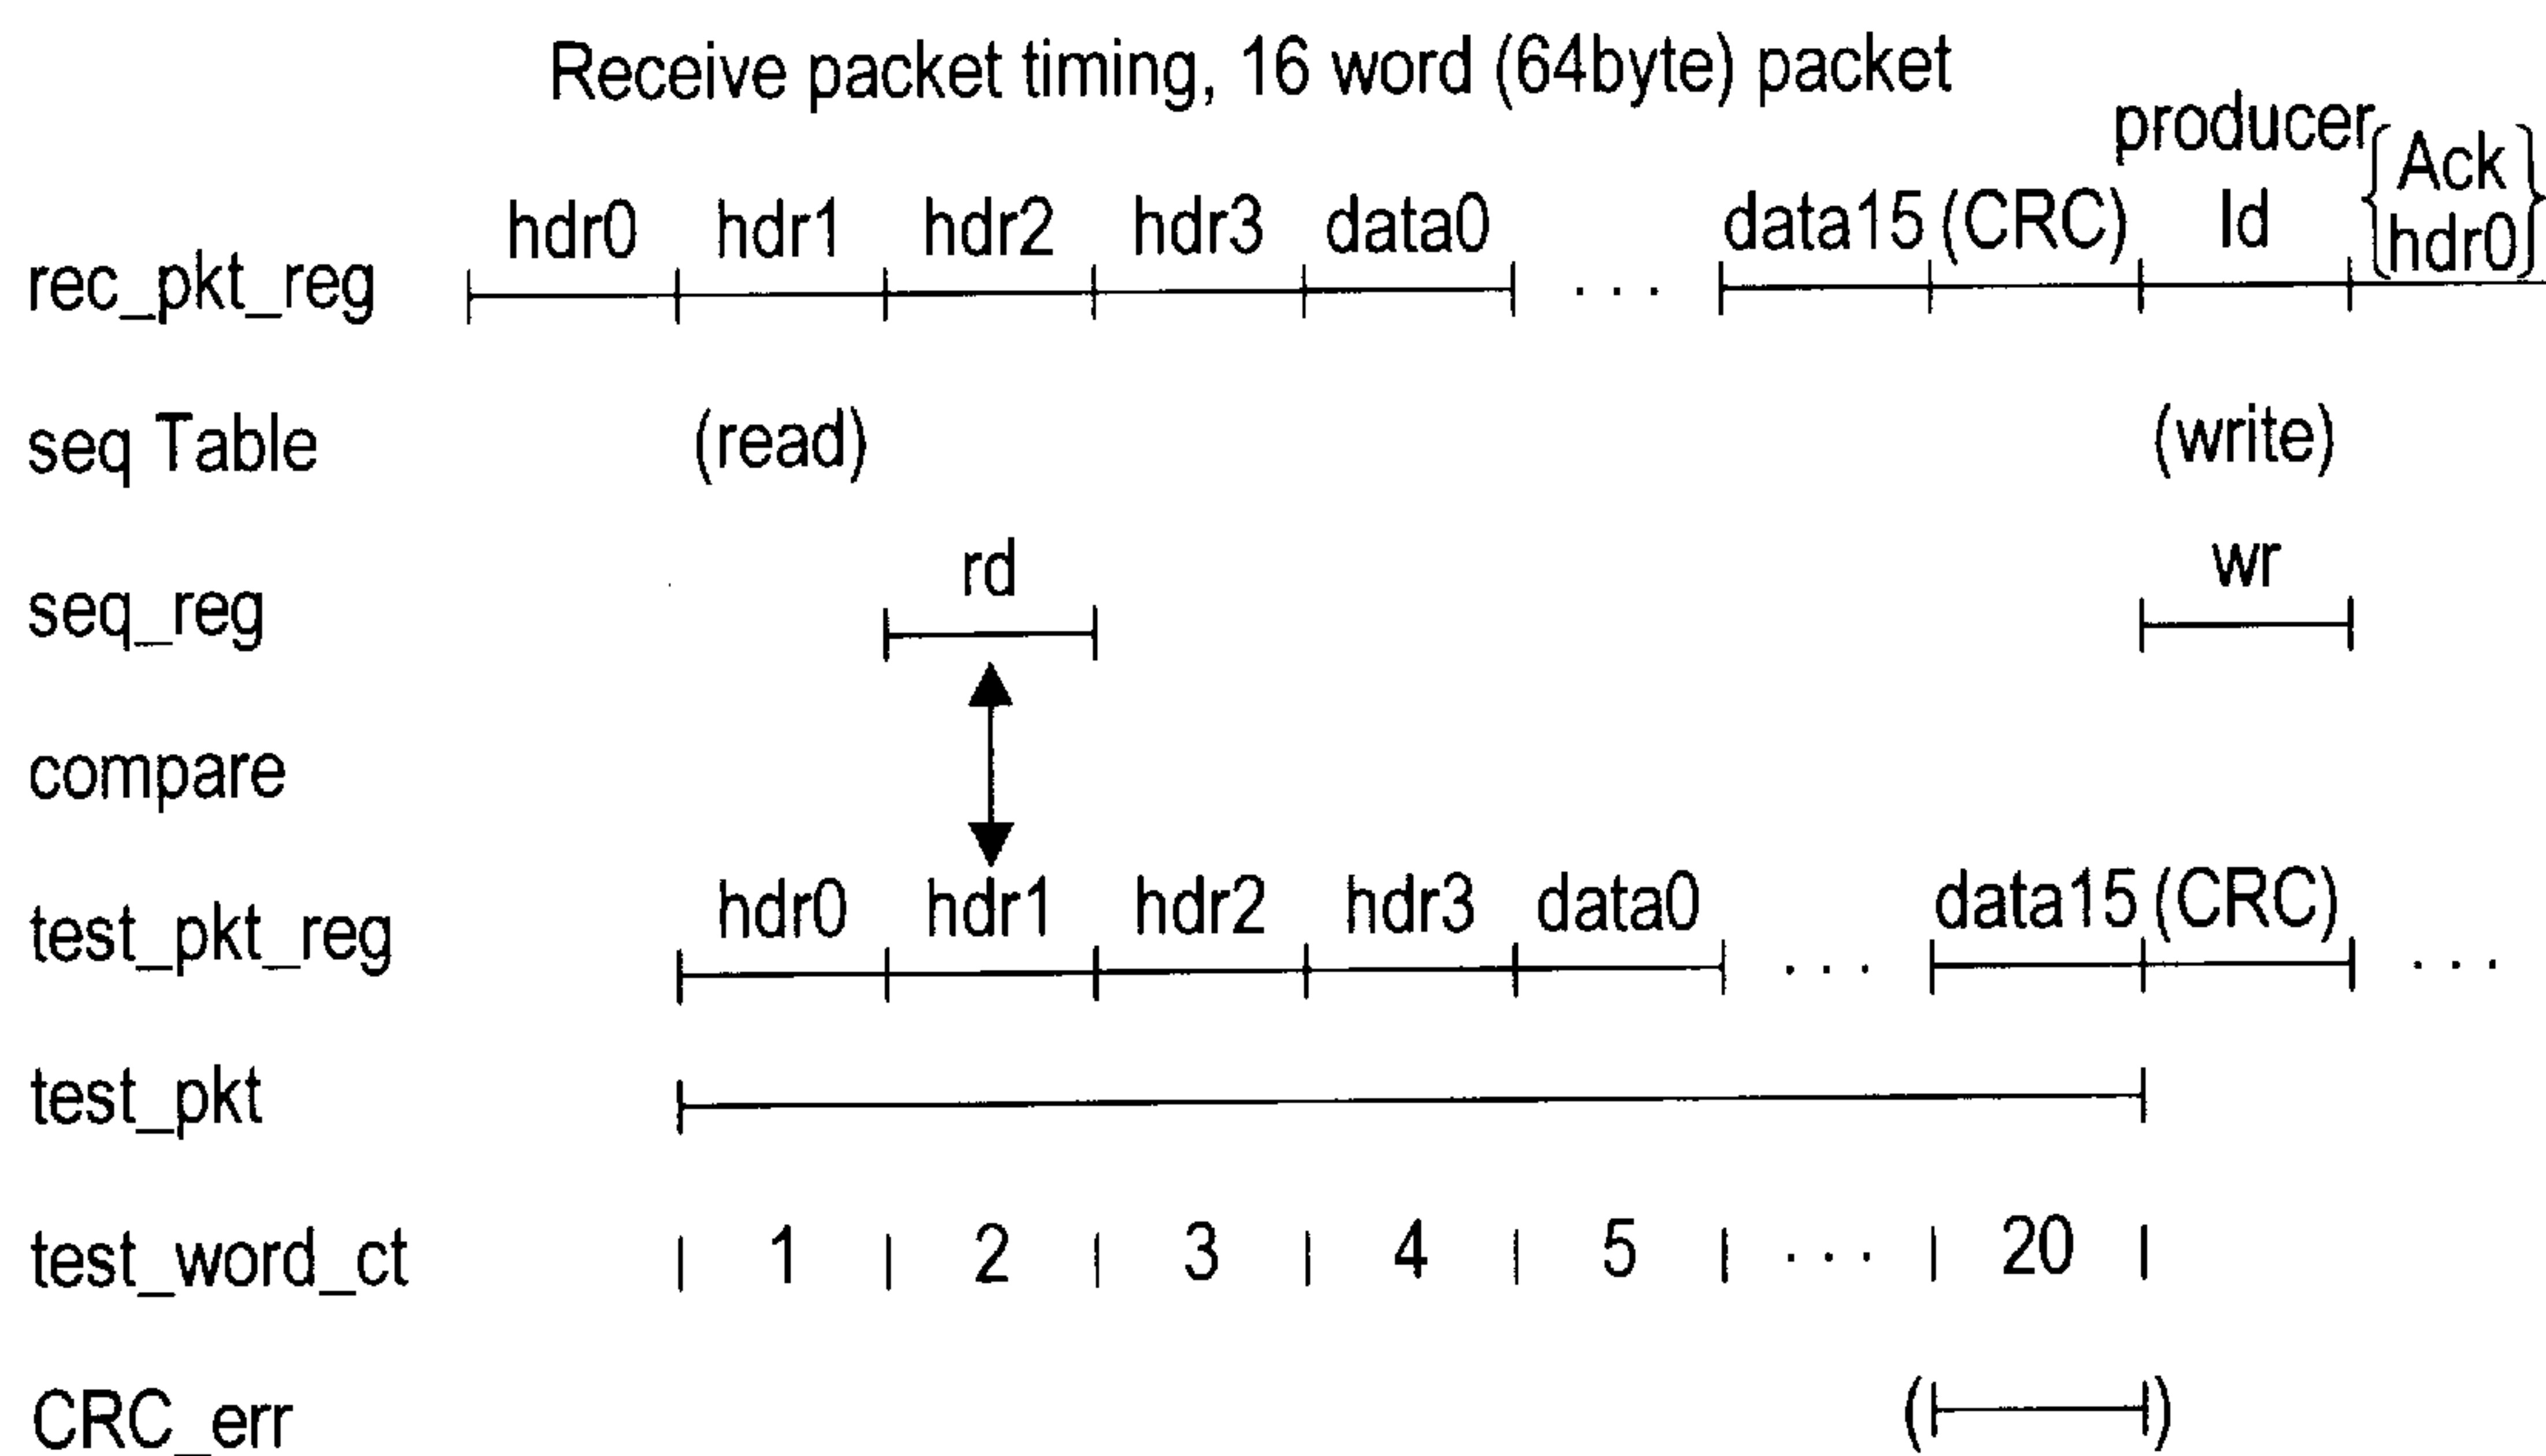 Receive packet timing, 16 word (64byte) packet
rec_pkt_reg hdr0 hdr1 hdr2 hdr3 data0 . . . data15 (CRC) producer Id {Ack hdr0}
seq Table (read) (write)
seq_reg rd wr
compare
test_pkt_reg hdr0 hdr1 hdr2 hdr3 data0 . . . data15 (CRC) . . .
test_pkt
test_word_ct | 1 | 2 | 3 | 4 | 5 | . . . | 20 |
CRC_err ( )